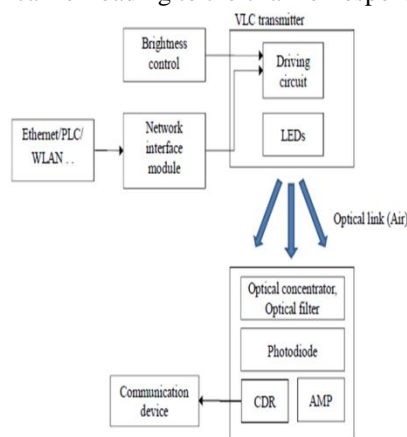 VLC transmitter
Brightness
control
Driving
circuit
Ethernet/PLC/
WLAN . .
Network
interface
module
LEDs
Optical link (Air)
Optical concentrator,
Optical filter
Photodiode
Communication
device
CDR
AMP